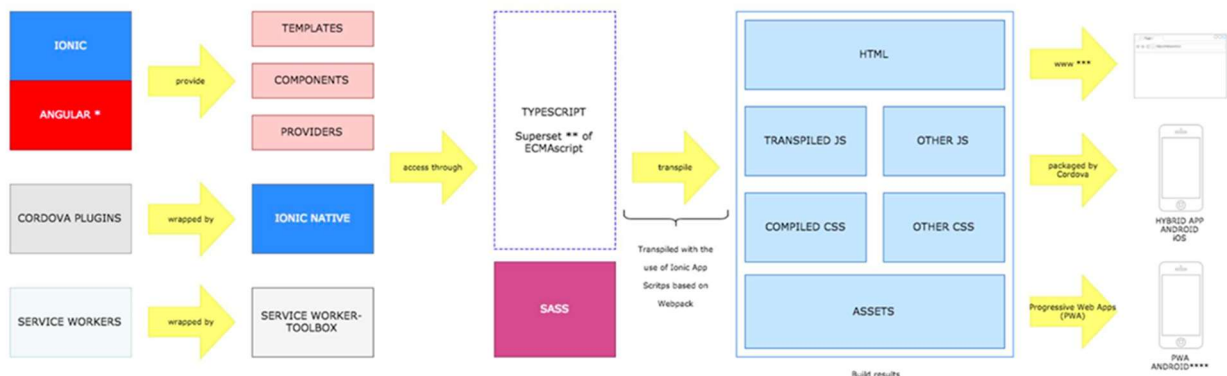 IONIC
ANGULAR *
provide
TEMPLATES
COMPONENTS
PROVIDERS
CORDOVA PLUGINS
wrapped by
IONIC NATIVE
SERVICE WORKERS
wrapped by
SERVICE WORKER-
TOOLBOX
access through
TYPESCRIPT
Superset ** of
ECMAscript
SASS
transpile
Transpiled with the
use of Ionic App
Scritps based on
Webpack
HTML
TRANSPILED JS
OTHER JS
COMPILED CSS
OTHER CSS
ASSETS
Build results
www ***
packaged by
Cordova
HYBRID APP
ANDROID
iOS
Progressive Web Apps
(PWA)
PWA
ANDROID****